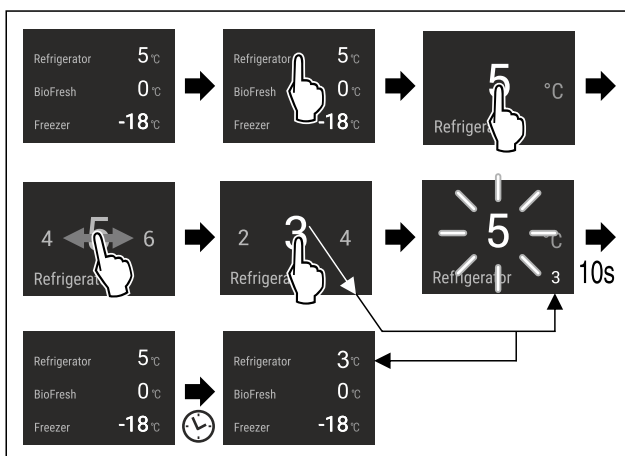 Refrigerator 5 °C
BioFresh 0 °C
Freezer -18 °C
Refrigerator 5 °C
BioFresh 0 °C
Freezer -18 °C
5 °C
Refrigera
4 5 6
Refrigerat
2 3 4
Refrigera
5 °C
Refrigerator 3
10s
Refrigerator 5 °C
BioFresh 0 °C
Freezer -18 °C
Refrigerator 3 °C
BioFresh 0 °C
Freezer -18 °C